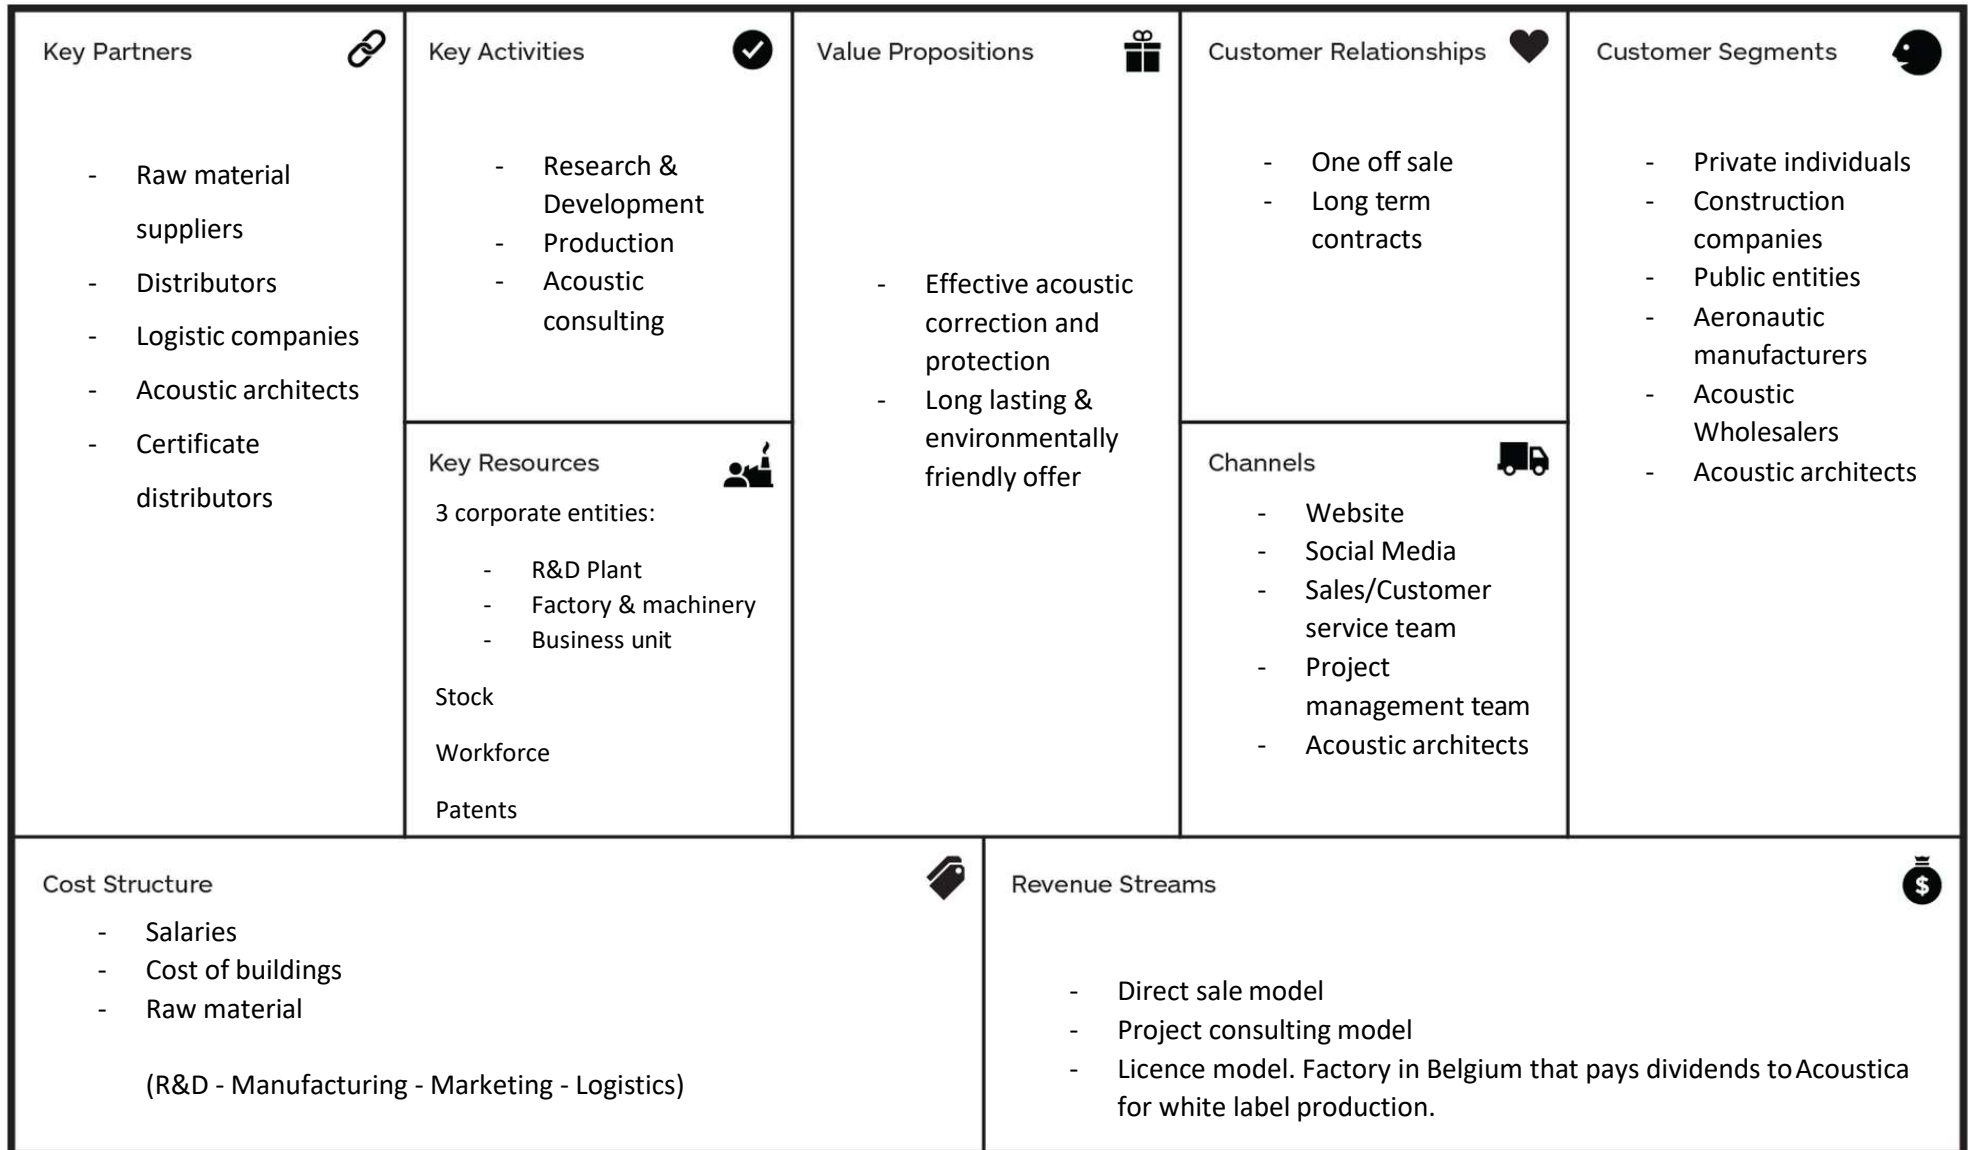 Key Partners
- Raw material
suppliers
- Distributors
- Logistic companies
- Acoustic architects
- Certificate
distributors
Key Activities
- Research &
Development
- Production
- Acoustic
consulting
Key Resources
3 corporate entities:
- R&D Plant
- Factory & machinery
- Business unit
Stock
Workforce
Patents
Value Propositions
- Effective acoustic
correction and
protection
- Long lasting &
environmentally
friendly offer
Customer Relationships
- One off sale
- Long term
contracts
Channels
- Website
- Social Media
- Sales/Customer
service team
- Project
management team
- Acoustic architects
Customer Segments
- Private individuals
- Construction
companies
- Public entities
- Aeronautic
manufacturers
- Acoustic
Wholesalers
- Acoustic architects
Cost Structure
- Salaries
- Cost of buildings
- Raw material
(R&D - Manufacturing - Marketing - Logistics)
Revenue Streams
$
- Direct sale model
- Project consulting model
- Licence model. Factory in Belgium that pays dividends to Acoustica
for white label production.